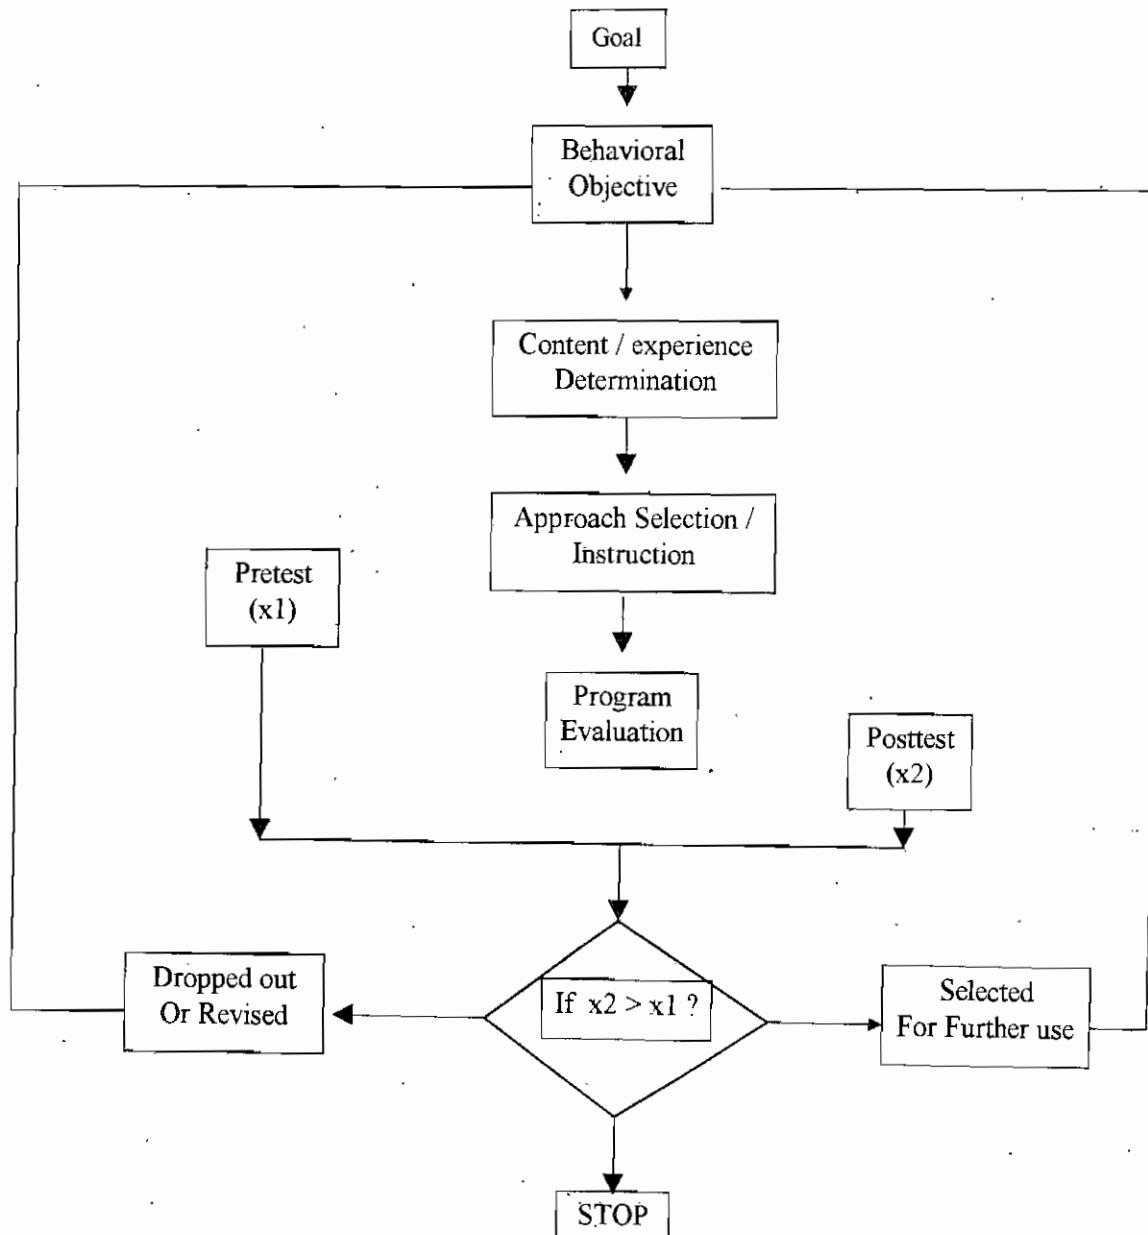 Goal
Behavioral
Objective
Content / experience
Determination
Approach Selection /
Instruction
Pretest
(x1)
Program
Evaluation
Posttest
(x2)
If x2 > x1 ?
Dropped out
Or Revised
Selected
For Further use
STOP